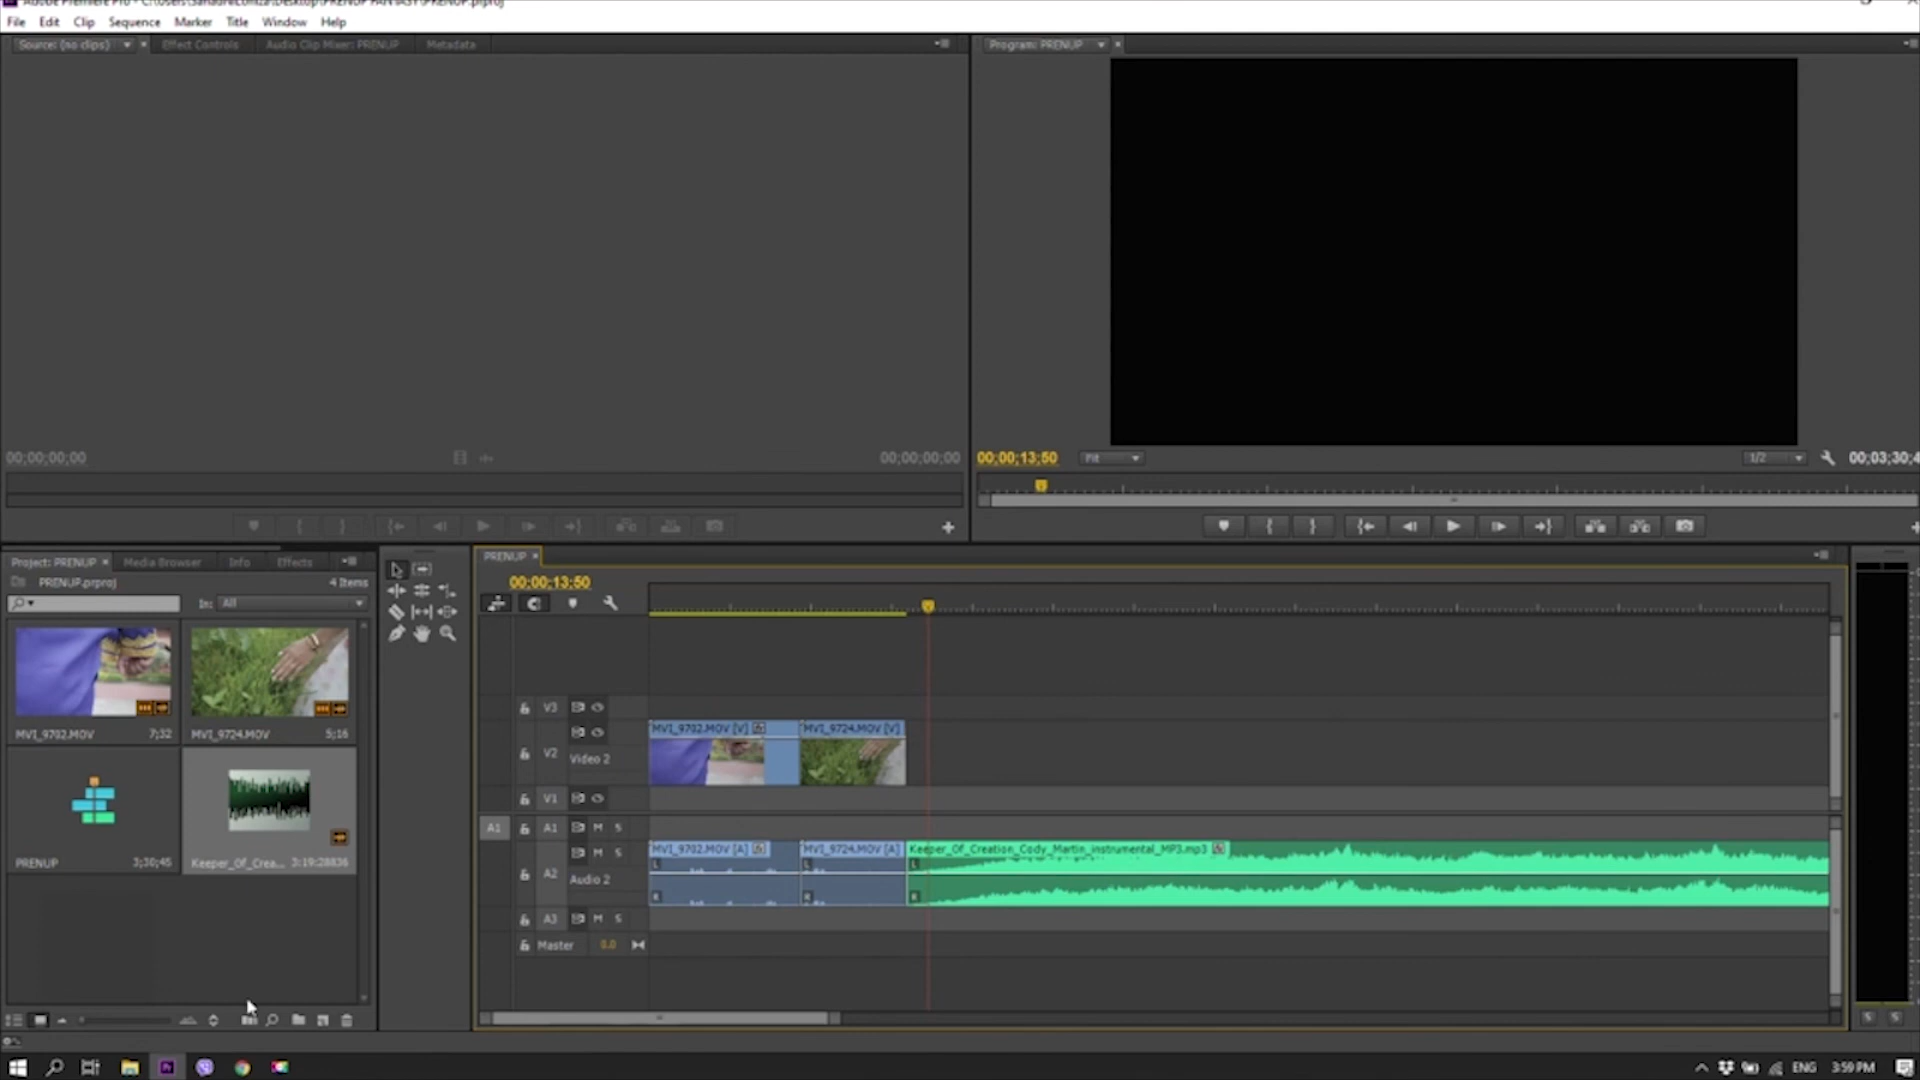 Adobe Premiere Pro - C:\Users\
Desktop\PRENUP FANTASY\PRENUP.prproj
File Edit Clip Sequence Marker Title Window Help
Source: (no clips) Effect Controls Audio Clip Mixer: PRENUP Metadata
Program: PRENUP
00;00;00;00
00;00;00;00
00;00;13;50 Fit 1/2 00;03;30;4
Project: PRENUP Media Browser Info Effects
PRENUP.prproj 4 Items
In: All
MVI_9702.MOV 7;32
MVI_9724.MOV 5;16
PRENUP 3;30;45
Keeper_Of_Crea... 3:19:28836
PRENUP
00;00;13;50
V3
MVI_9702.MOV [V] MVI_9724.MOV [V]
V2 Video 2
V1
A1 A1 M S
M S
MVI_9702.MOV [A] MVI_9724.MOV [A] Keeper_Of_Creation_Cody_Martin_instrumental_MP3.mp3
L L L
A2 Audio 2
R R R
A3 M S
Master 0.0
S S
ENG 3:59 PM